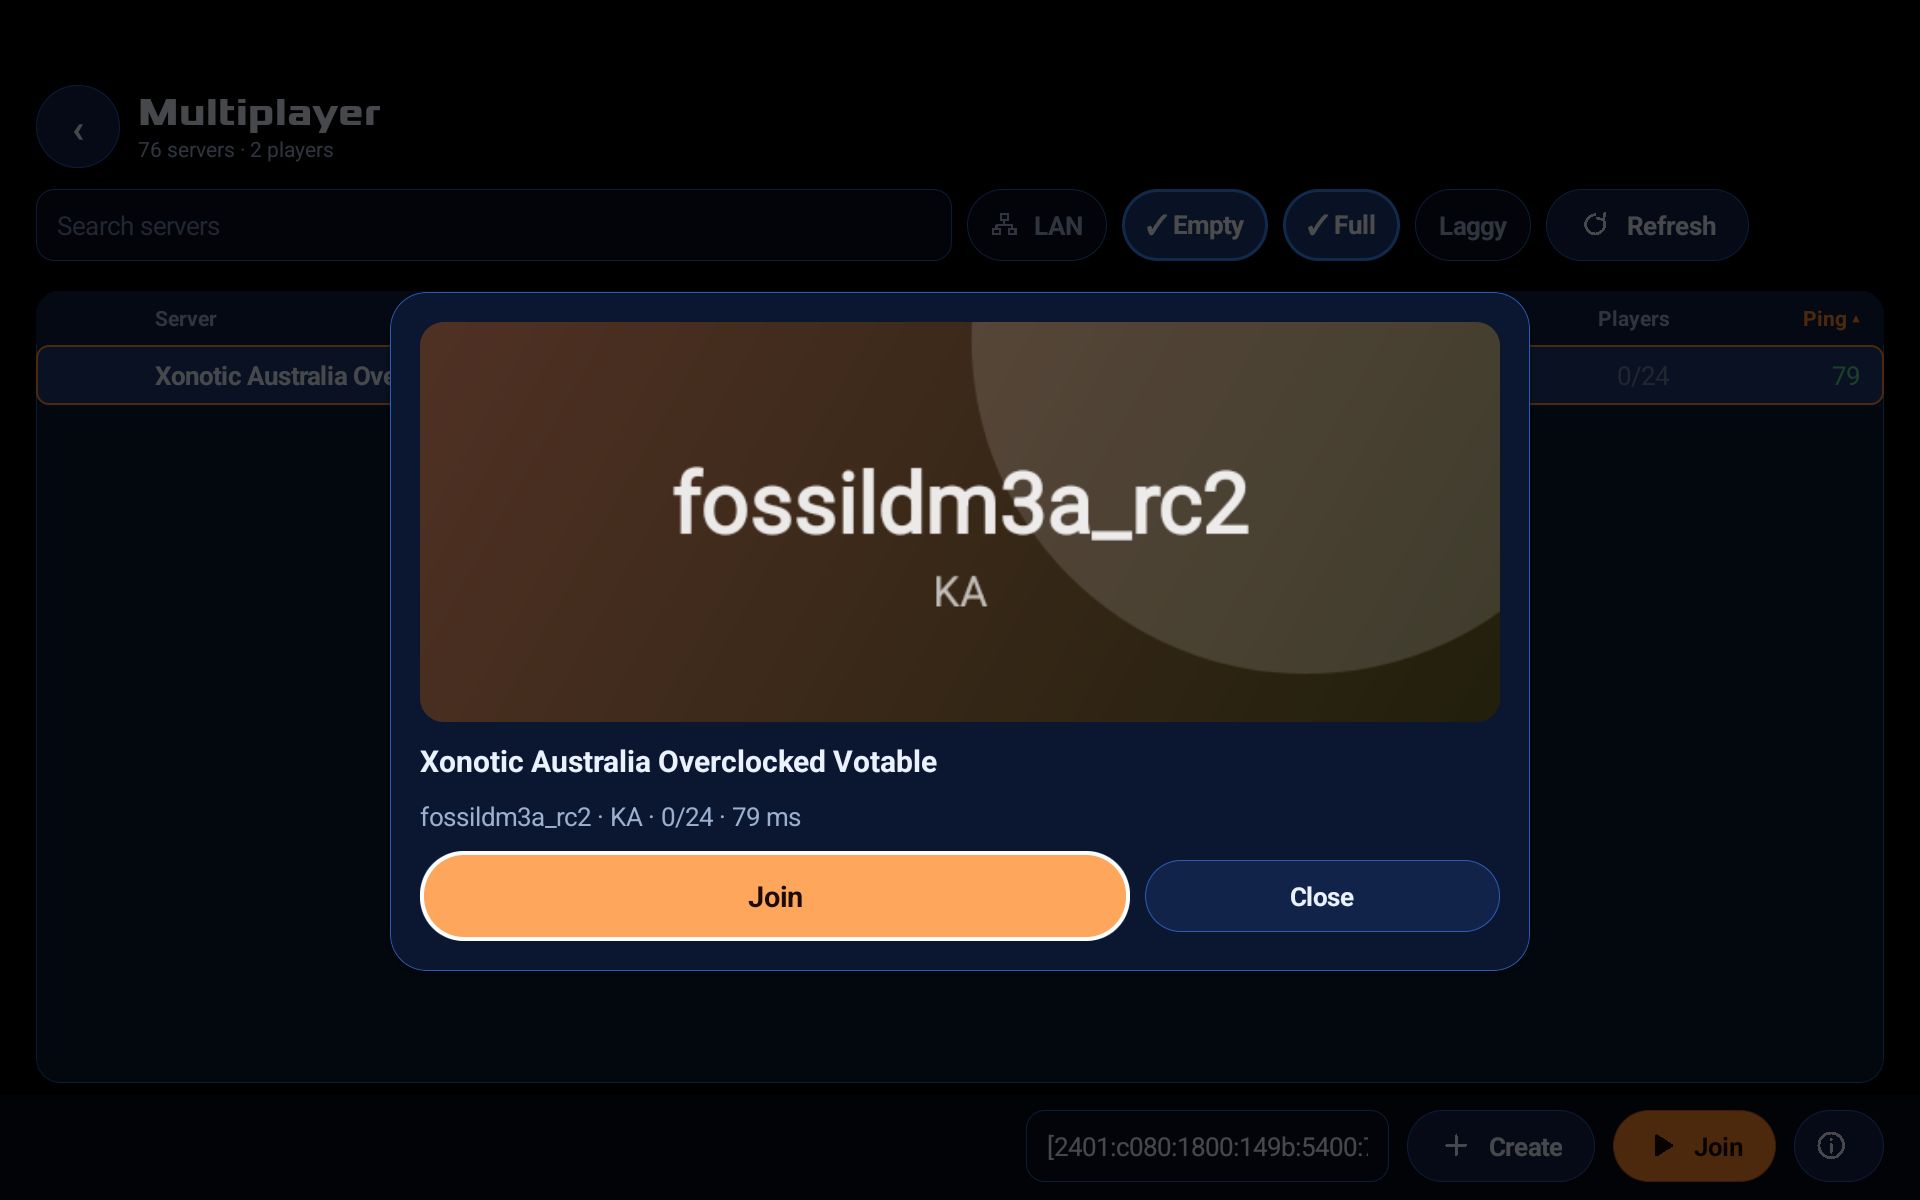 Multiplayer
76 servers · 2 players
Search servers
LAN
✓ Empty
✓ Full
Laggy
Refresh
Server
Players
Ping ▲
Xonotic Australia Ove
0/24
79
fossildm3a_rc2
KA
Xonotic Australia Overclocked Votable
fossildm3a_rc2 · KA · 0/24 · 79 ms
Join
Close
[2401:c080:1800:149b:5400:
Create
Join